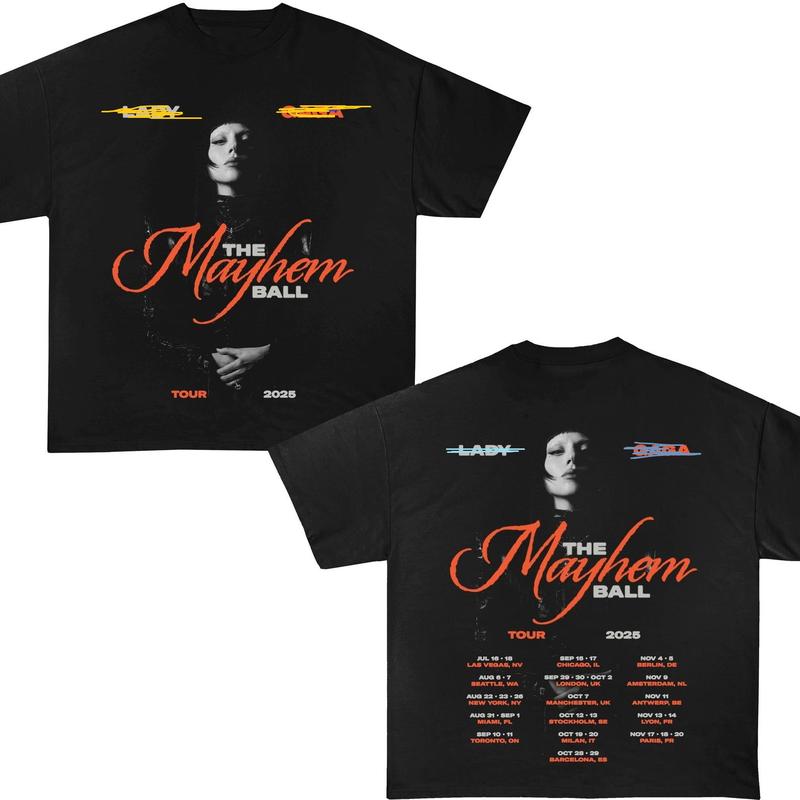 LADY GAGA
THE
Mayhem
BALL
TOUR 2025
LADY GAGA
THE
Mayhem
BALL
TOUR 2025
JUL 16 • 18
LAS VEGAS, NV
AUG 6 • 7
SEATTLE, WA
AUG 22 • 23 • 26
NEW YORK, NY
AUG 31 • SEP 1
MIAMI, FL
SEP 10 • 11
TORONTO, ON
SEP 15 • 17
CHICAGO, IL
SEP 29 • 30 • OCT 2
LONDON, UK
OCT 7
MANCHESTER, UK
OCT 12 • 13
STOCKHOLM, SE
OCT 19 • 20
MILAN, IT
OCT 28 • 29
BARCELONA, ES
NOV 4 • 5
BERLIN, DE
NOV 9
AMSTERDAM, NL
NOV 11
ANTWERP, BE
NOV 13 • 14
LYON, FR
NOV 17 • 18 • 20
PARIS, FR